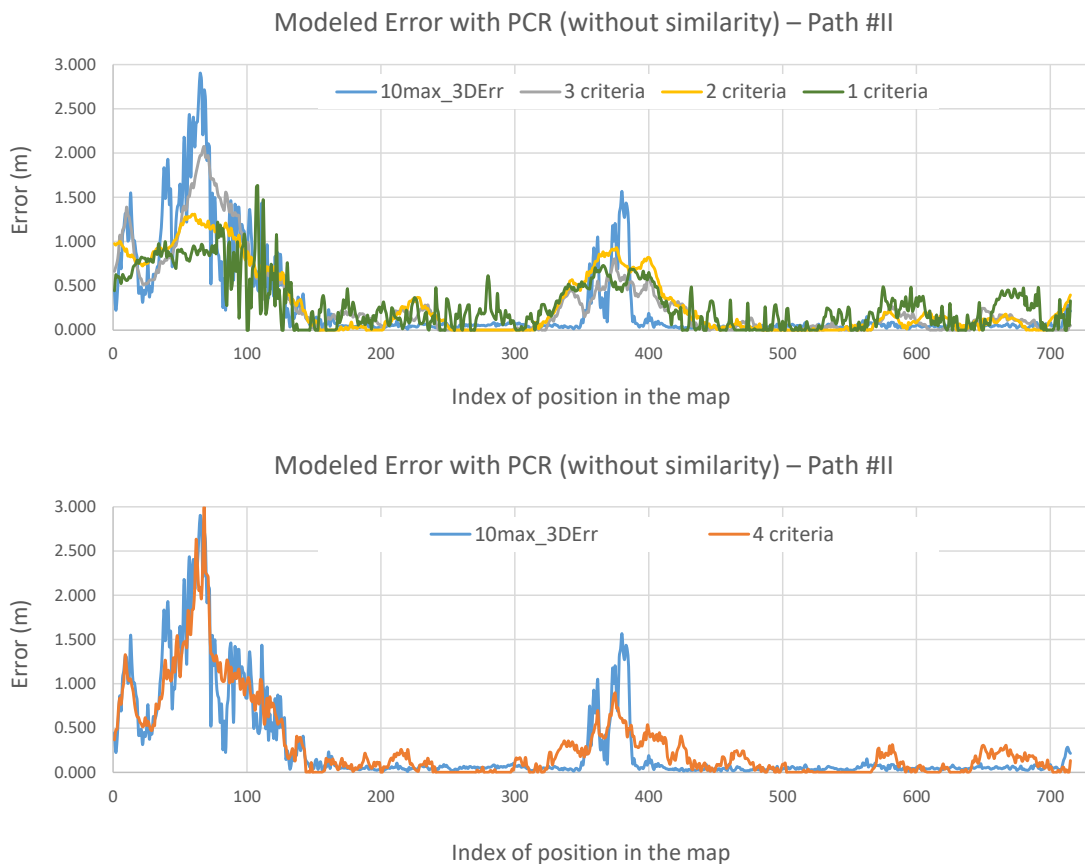 Modeled Error with PCR (without similarity) – Path #II
3.000
10max_3DErr 3 criteria 2 criteria 1 criteria
2.500
2.000
1.500
1.000
0.500
0.000
Error (m)
0 100 200 300 400 500 600 700
Index of position in the map
Modeled Error with PCR (without similarity) – Path #II
3.000
10max_3DErr 4 criteria
2.500
2.000
1.500
1.000
0.500
0.000
Error (m)
0 100 200 300 400 500 600 700
Index of position in the map